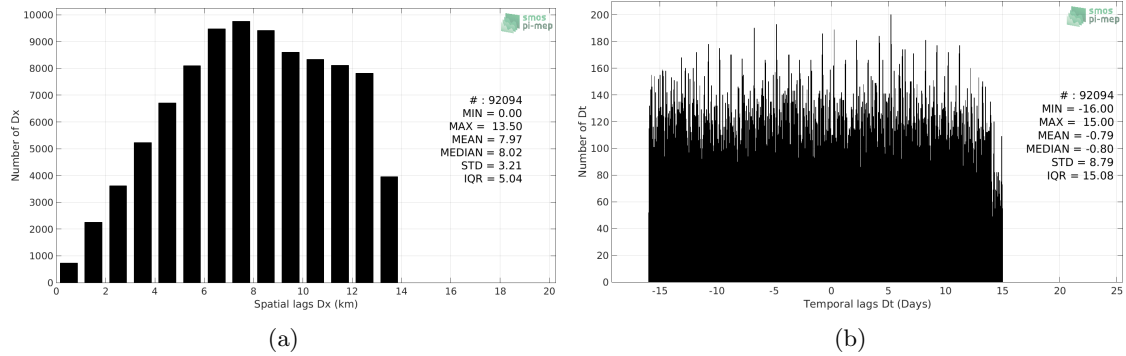 10000
9000
8000
7000
6000
5000
4000
3000
2000
1000
0
Number of Dx
smos
pi-mep
# : 92094
MIN = 0.00
MAX = 13.50
MEAN = 7.97
MEDIAN = 8.02
STD = 3.21
IQR = 5.04
0 2 4 6 8 10 12 14 16 18 20
Spatial lags Dx (km)
(a)
200
180
160
140
120
100
80
60
40
20
0
Number of Dt
smos
pi-mep
# : 92094
MIN = -16.00
MAX = 15.00
MEAN = -0.79
MEDIAN = -0.80
STD = 8.79
IQR = 15.08
-15 -10 -5 0 5 10 15 20 25
Temporal lags Dt (Days)
(b)